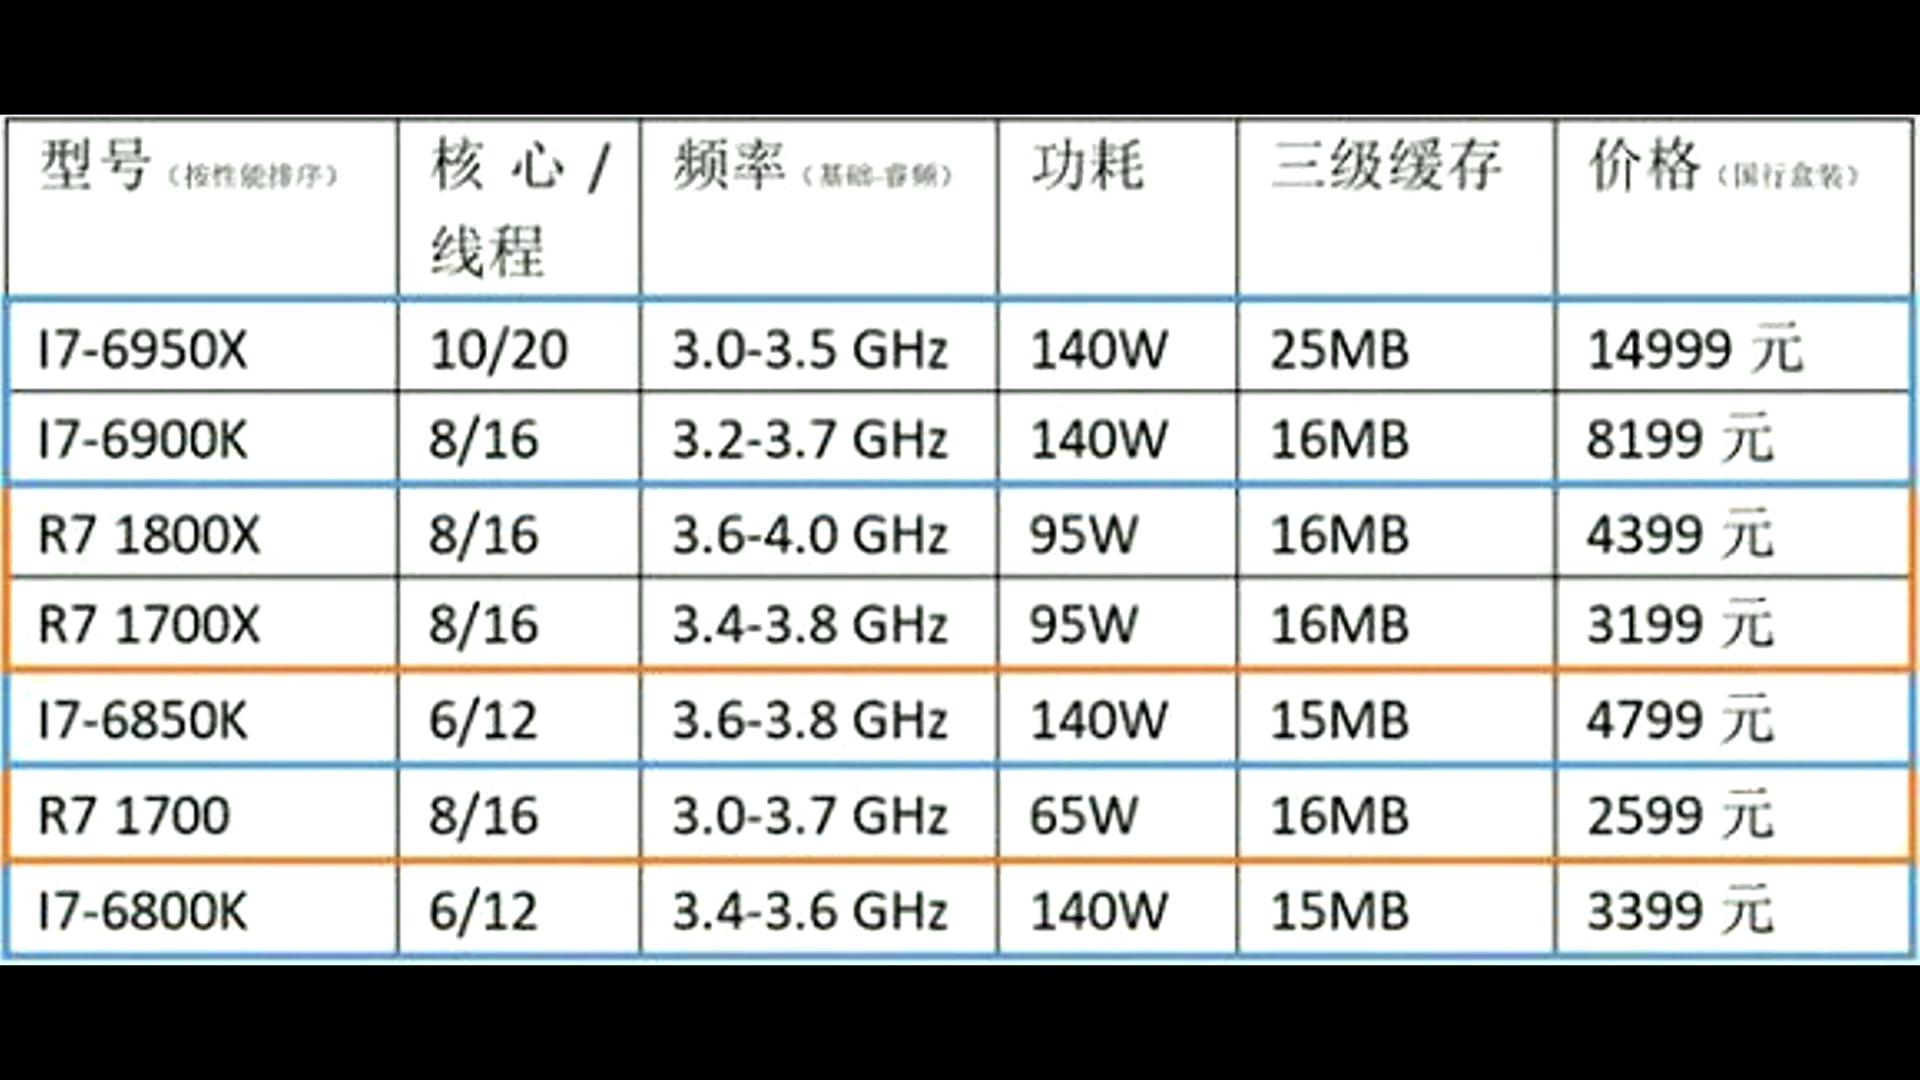 型号（按性能排序） 核 心 / 频率（基础-睿频） 功耗 三级缓存 价格（国行盒装）
线程
I7-6950X 10/20 3.0-3.5 GHz 140W 25MB 14999 元
I7-6900K 8/16 3.2-3.7 GHz 140W 16MB 8199 元
R7 1800X 8/16 3.6-4.0 GHz 95W 16MB 4399 元
R7 1700X 8/16 3.4-3.8 GHz 95W 16MB 3199 元
I7-6850K 6/12 3.6-3.8 GHz 140W 15MB 4799 元
R7 1700 8/16 3.0-3.7 GHz 65W 16MB 2599 元
I7-6800K 6/12 3.4-3.6 GHz 140W 15MB 3399 元